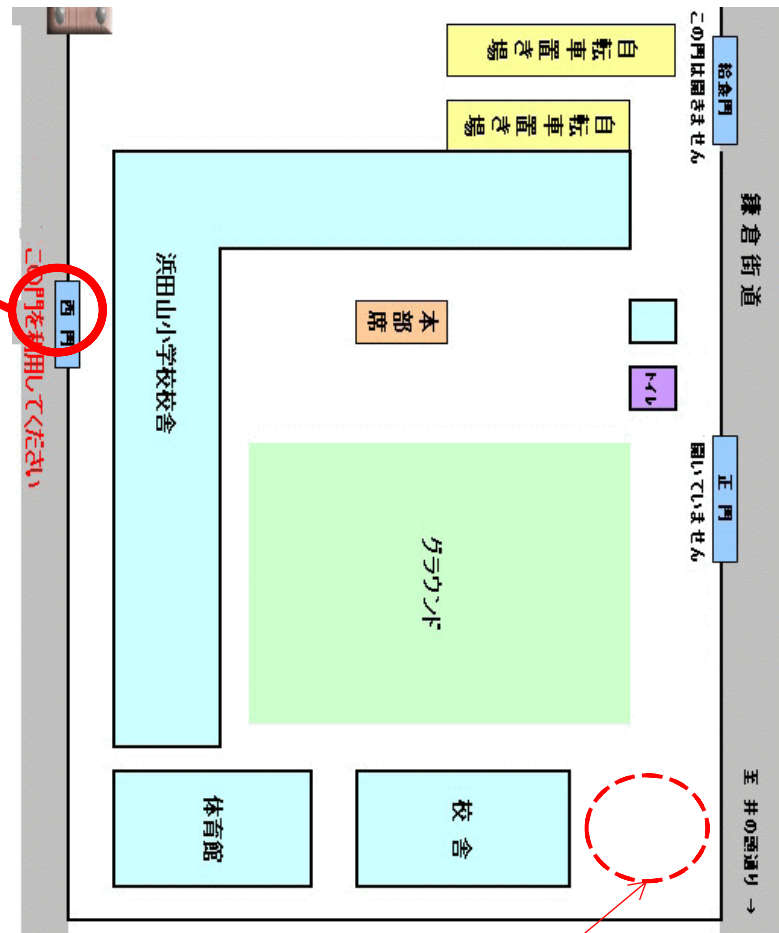 自転車置き場
自転車置き場
給食門
この門は開きません
鎌倉街道
西門
この門を利用してください
浜田山小学校校舎
本部席
トイレ
正門
開いていません
グラウンド
体育館
校舎
至 井の頭通り →